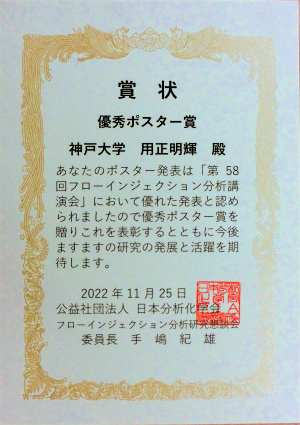 賞状
優秀ポスター賞
神戸大学 用正明輝 殿
あなたのポスター発表は「第 58
回フローインジェクション分析講
演会」において優れた発表と認め
られましたので優秀ポスター賞を
贈りこれを表彰するとともに今後
ますますの研究の発展と活躍を期
待します。
2022 年 11 月 25 日
公益社団法人 日本分析化学会
フローインジェクション分析研究懇談会
委員長 手嶋紀雄